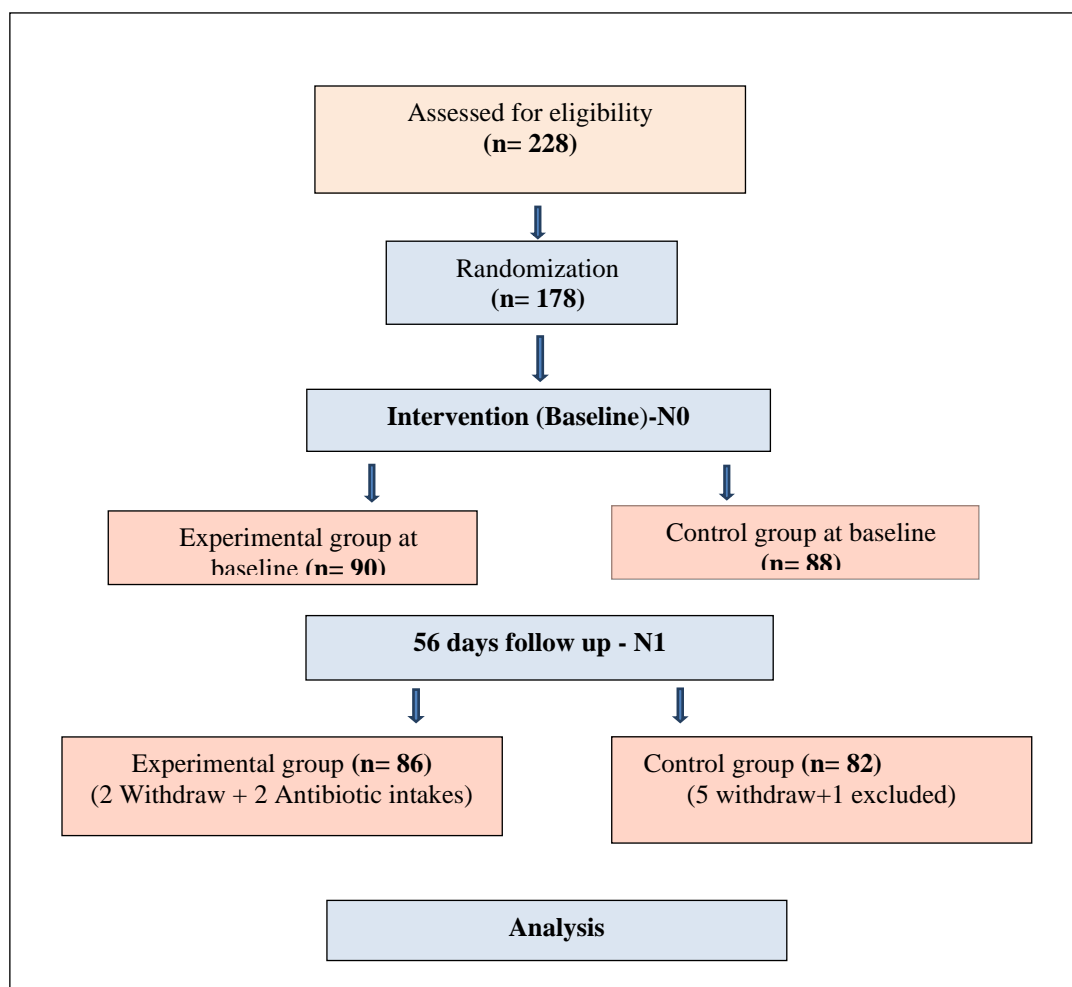 Assessed for eligibility
(n= 228)
Randomization
(n= 178)
Intervention (Baseline)-N0
Experimental group at
baseline (n= 90)
Control group at baseline
(n= 88)
56 days follow up - N1
Experimental group (n= 86)
(2 Withdraw + 2 Antibiotic intakes)
Control group (n= 82)
(5 withdraw+1 excluded)
Analysis